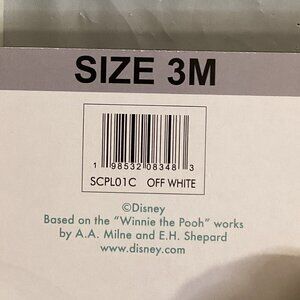 SIZE 3M
1 98532 08348 3
SCPL01C OFF WHITE
©Disney
Based on the "Winnie the Pooh" works
by A.A. Milne and E.H. Shepard
www.disney.com